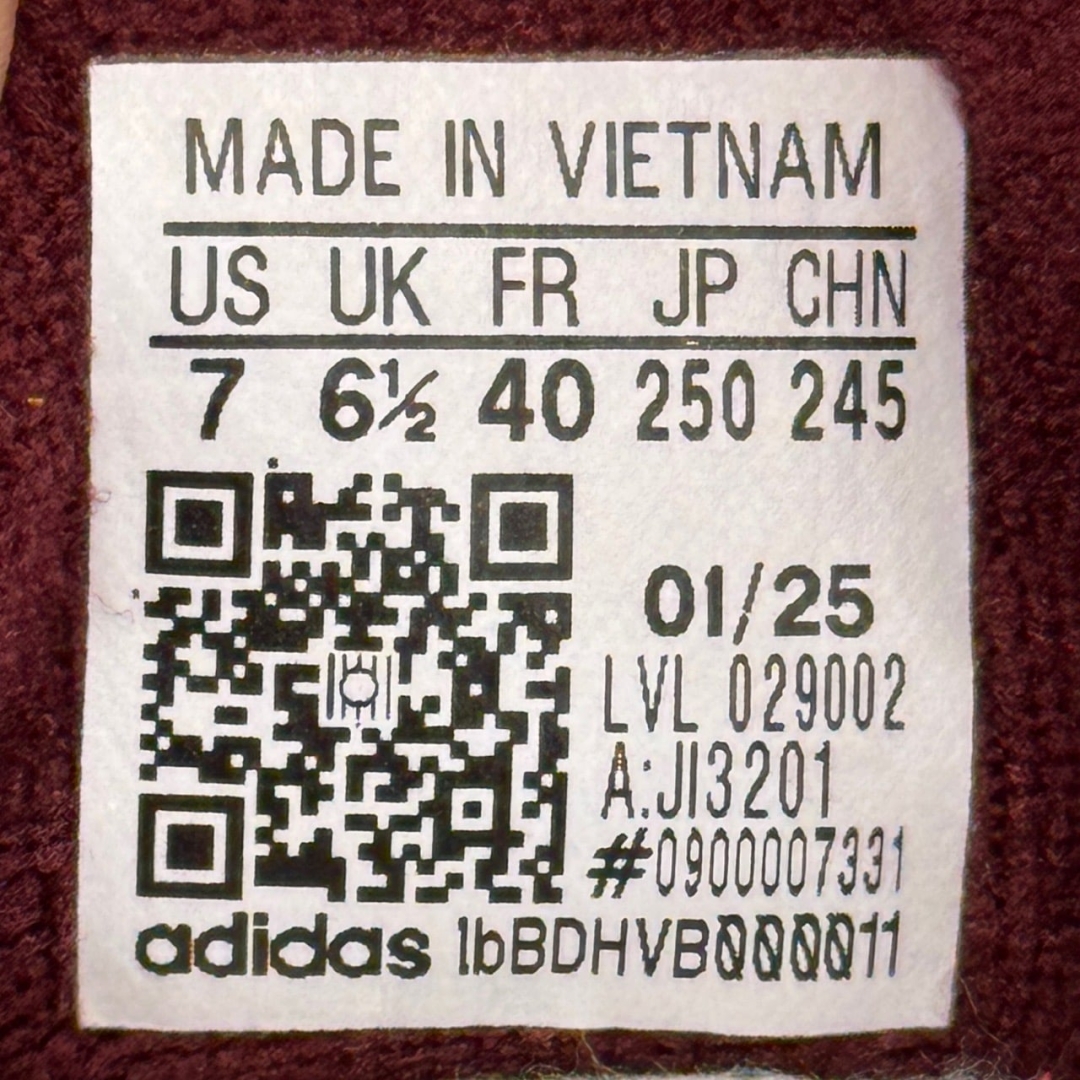 MADE IN VIETNAM
US UK FR JP CHN
7 6½ 40 250 245
01/25
LVL 029002
A:JI3201
#0900007331
adidas lbBDHVB0000011